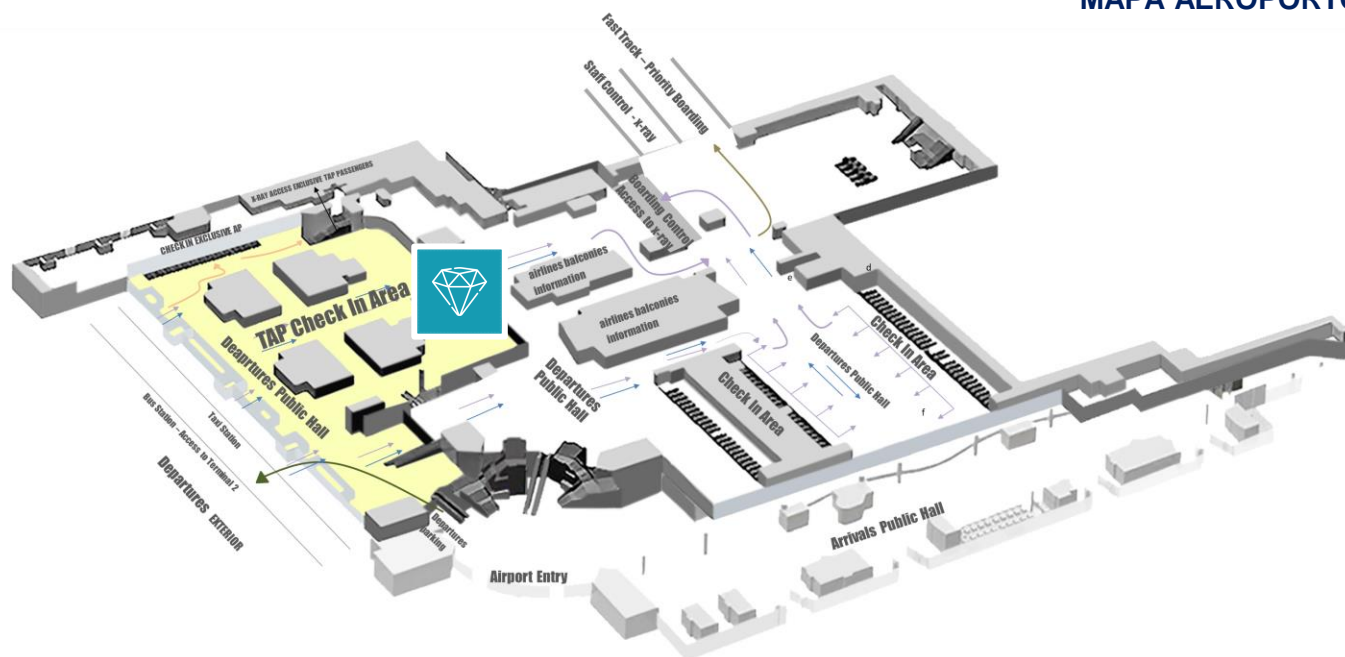 MAPA AEROPORTO
Fast Track – Priority Boarding
Staff Control - x-ray
X-RAY ACCESS EXCLUSIVE TAP PASSENGERS
CHECK IN EXCLUSIVE AP
Boarding Control
Access to x-ray
airlines balconies
information
airlines balconies
information
TAP Check In Area
Deaprtures Public Hall
Departures
Public Hall
Check In Area
Departures Public Hall
Check In Area
d
e
f
Taxi Station
Bus Station – Access to Terminal 2
Departures EXTERIOR
Departures
parking
Airport Entry
Arrivals Public Hall